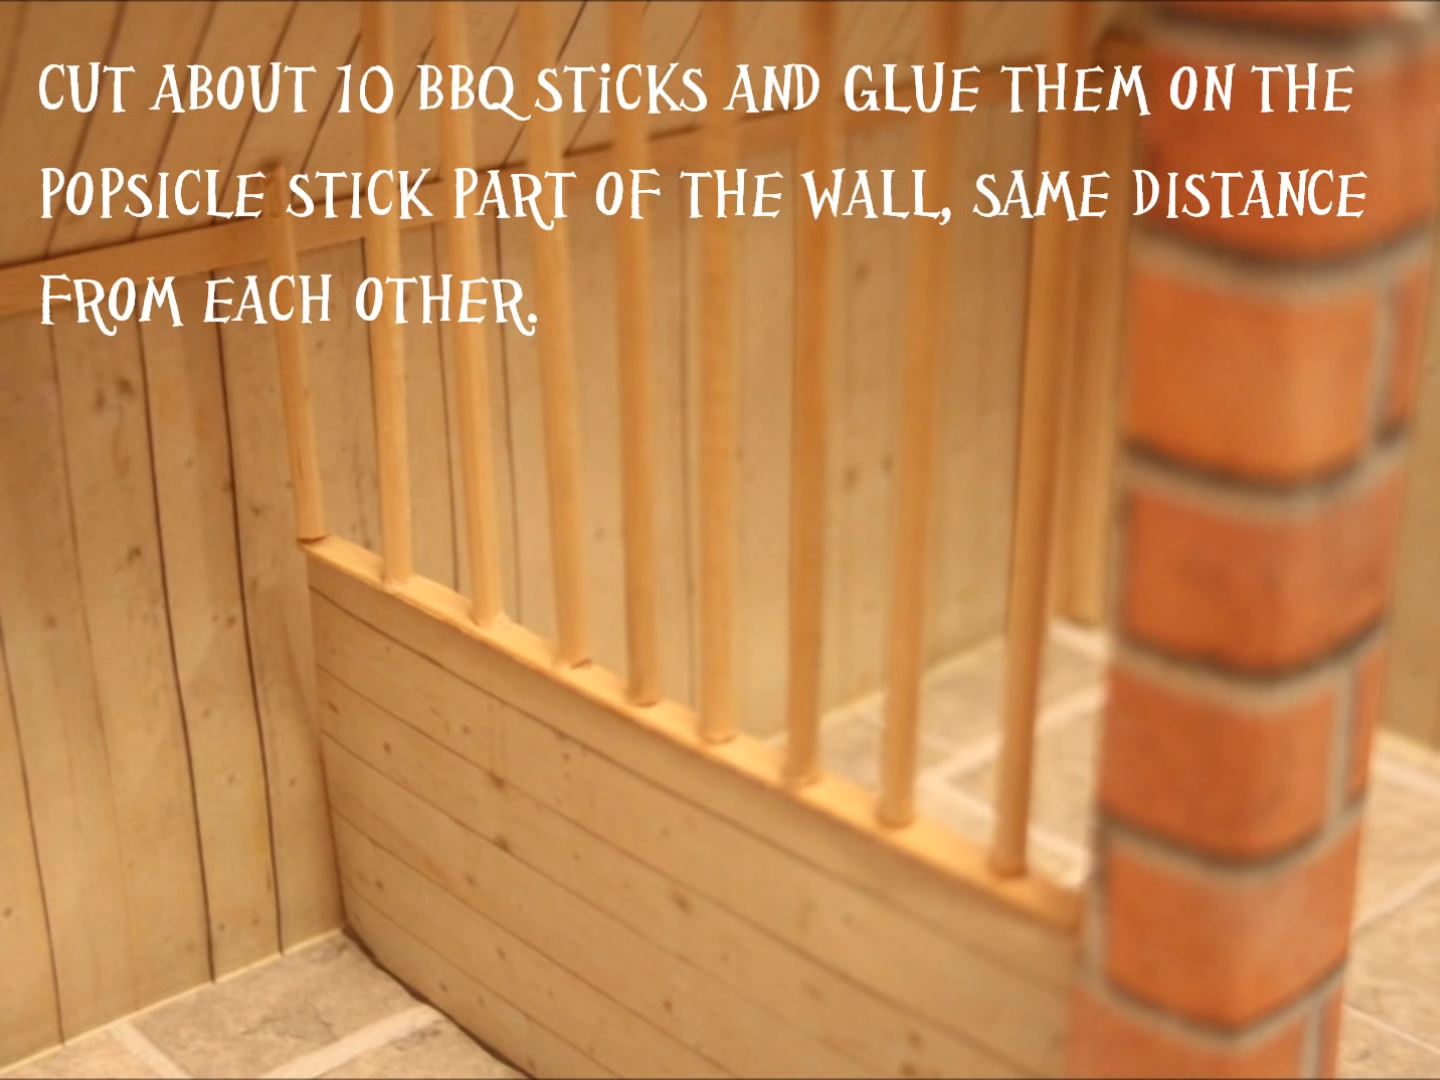 CUT ABOUT 10 BBQ STiCKS AND GLUE THEM ON THE
POPSICLE STICK PART OF THE WALL, SAME DISTANCE
FROM EACH OTHER.